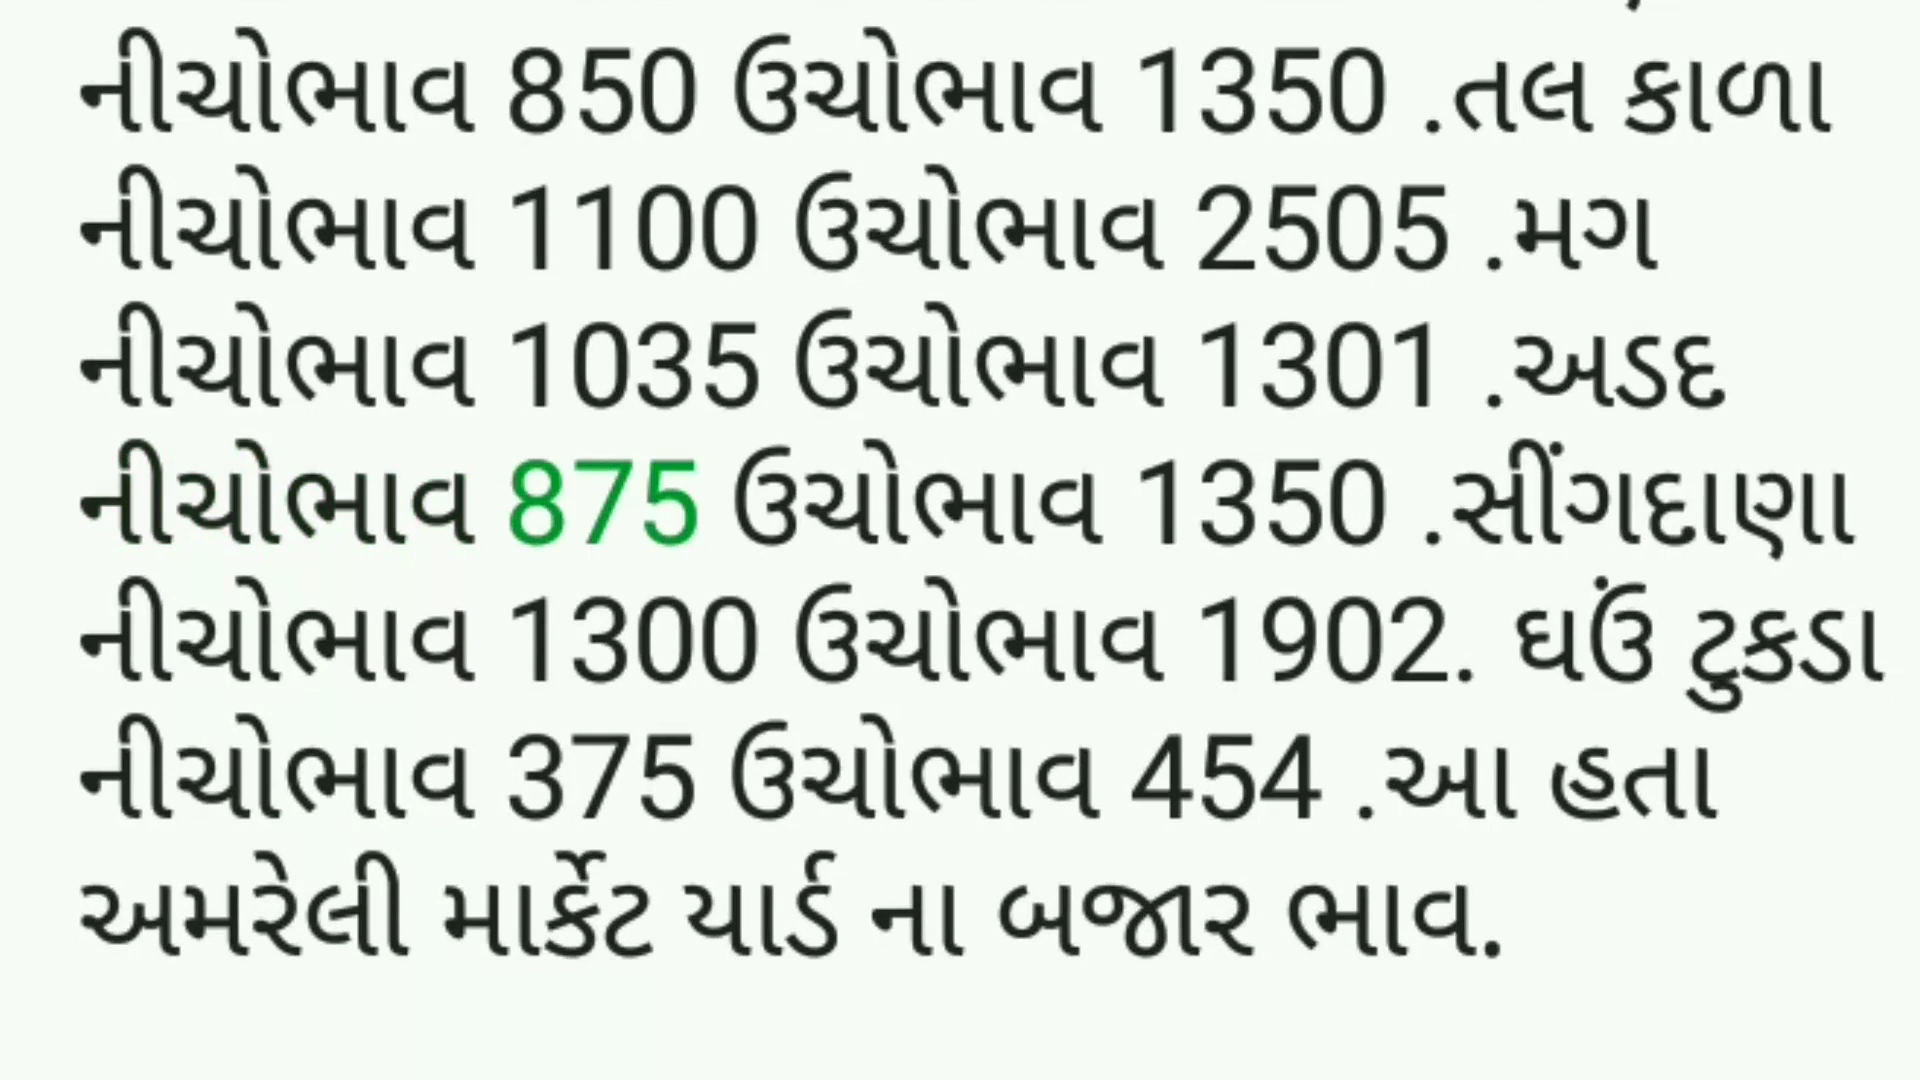 નીચોભાવ 850 ઉચોભાવ 1350 .તલ કાળા
નીચોભાવ 1100 ઉચોભાવ 2505 .મગ
નીચોભાવ 1035 ઉચોભાવ 1301 .અડદ
નીચોભાવ 875 ઉચોભાવ 1350 .સીંગદાણા
નીચોભાવ 1300 ઉચોભાવ 1902. ઘઉં ટુકડા
નીચોભાવ 375 ઉચોભાવ 454 .આ હતા
અમરેલી માર્કેટ યાર્ડ ના બજાર ભાવ.